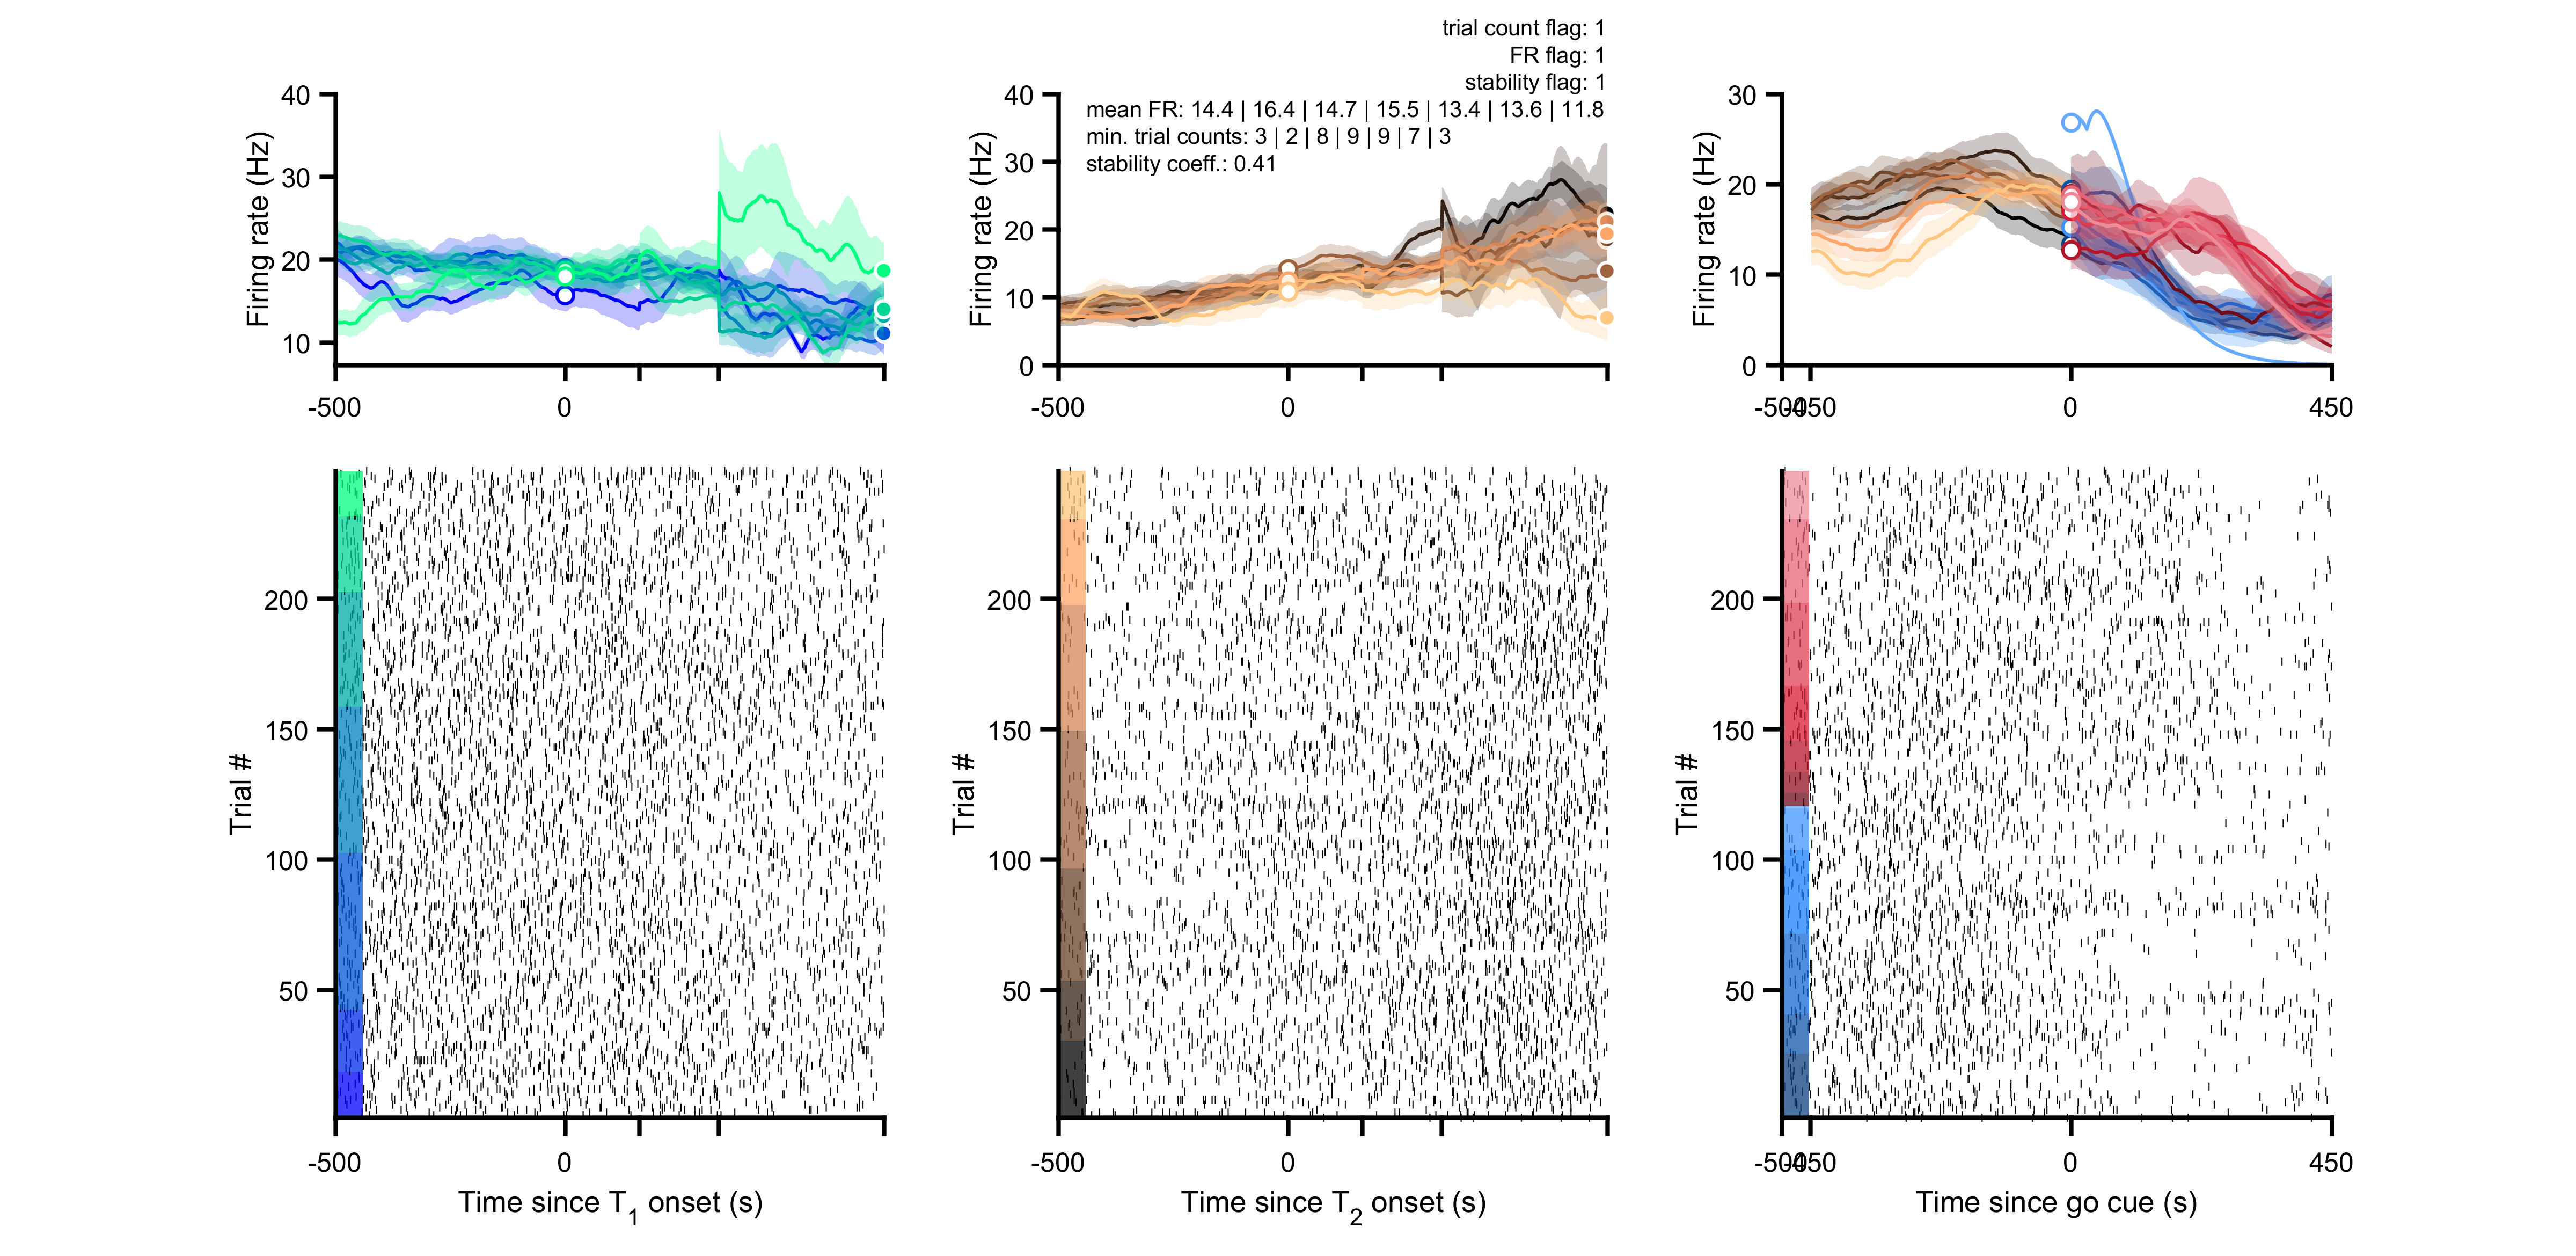 trial count flag: 1
FR flag: 1
stability flag: 1
mean FR: 14.4 | 16.4 | 14.7 | 15.5 | 13.4 | 13.6 | 11.8
min. trial counts: 3 | 2 | 8 | 9 | 9 | 7 | 3
stability coeff.: 0.41
Firing rate (Hz)
40
30
20
10
-500
0
Firing rate (Hz)
40
30
20
10
0
-500
0
Firing rate (Hz)
30
20
10
0
-500
-450
0
450
Trial #
200
150
100
50
-500
0
Time since T1 onset (s)
Trial #
200
150
100
50
-500
0
Time since T2 onset (s)
Trial #
200
150
100
50
-500
-450
0
450
Time since go cue (s)